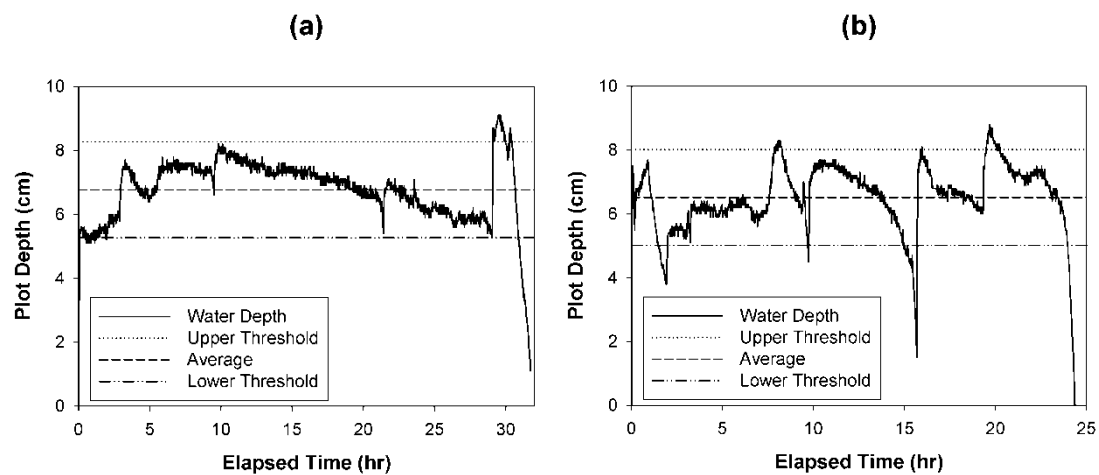 (a)
10
8
6
4
2
0
Plot Depth (cm)
Water Depth
Upper Threshold
Average
Lower Threshold
0 5 10 15 20 25 30
Elapsed Time (hr)
(b)
10
8
6
4
2
0
Plot Depth (cm)
Water Depth
Upper Threshold
Average
Lower Threshold
0 5 10 15 20 25
Elapsed Time (hr)